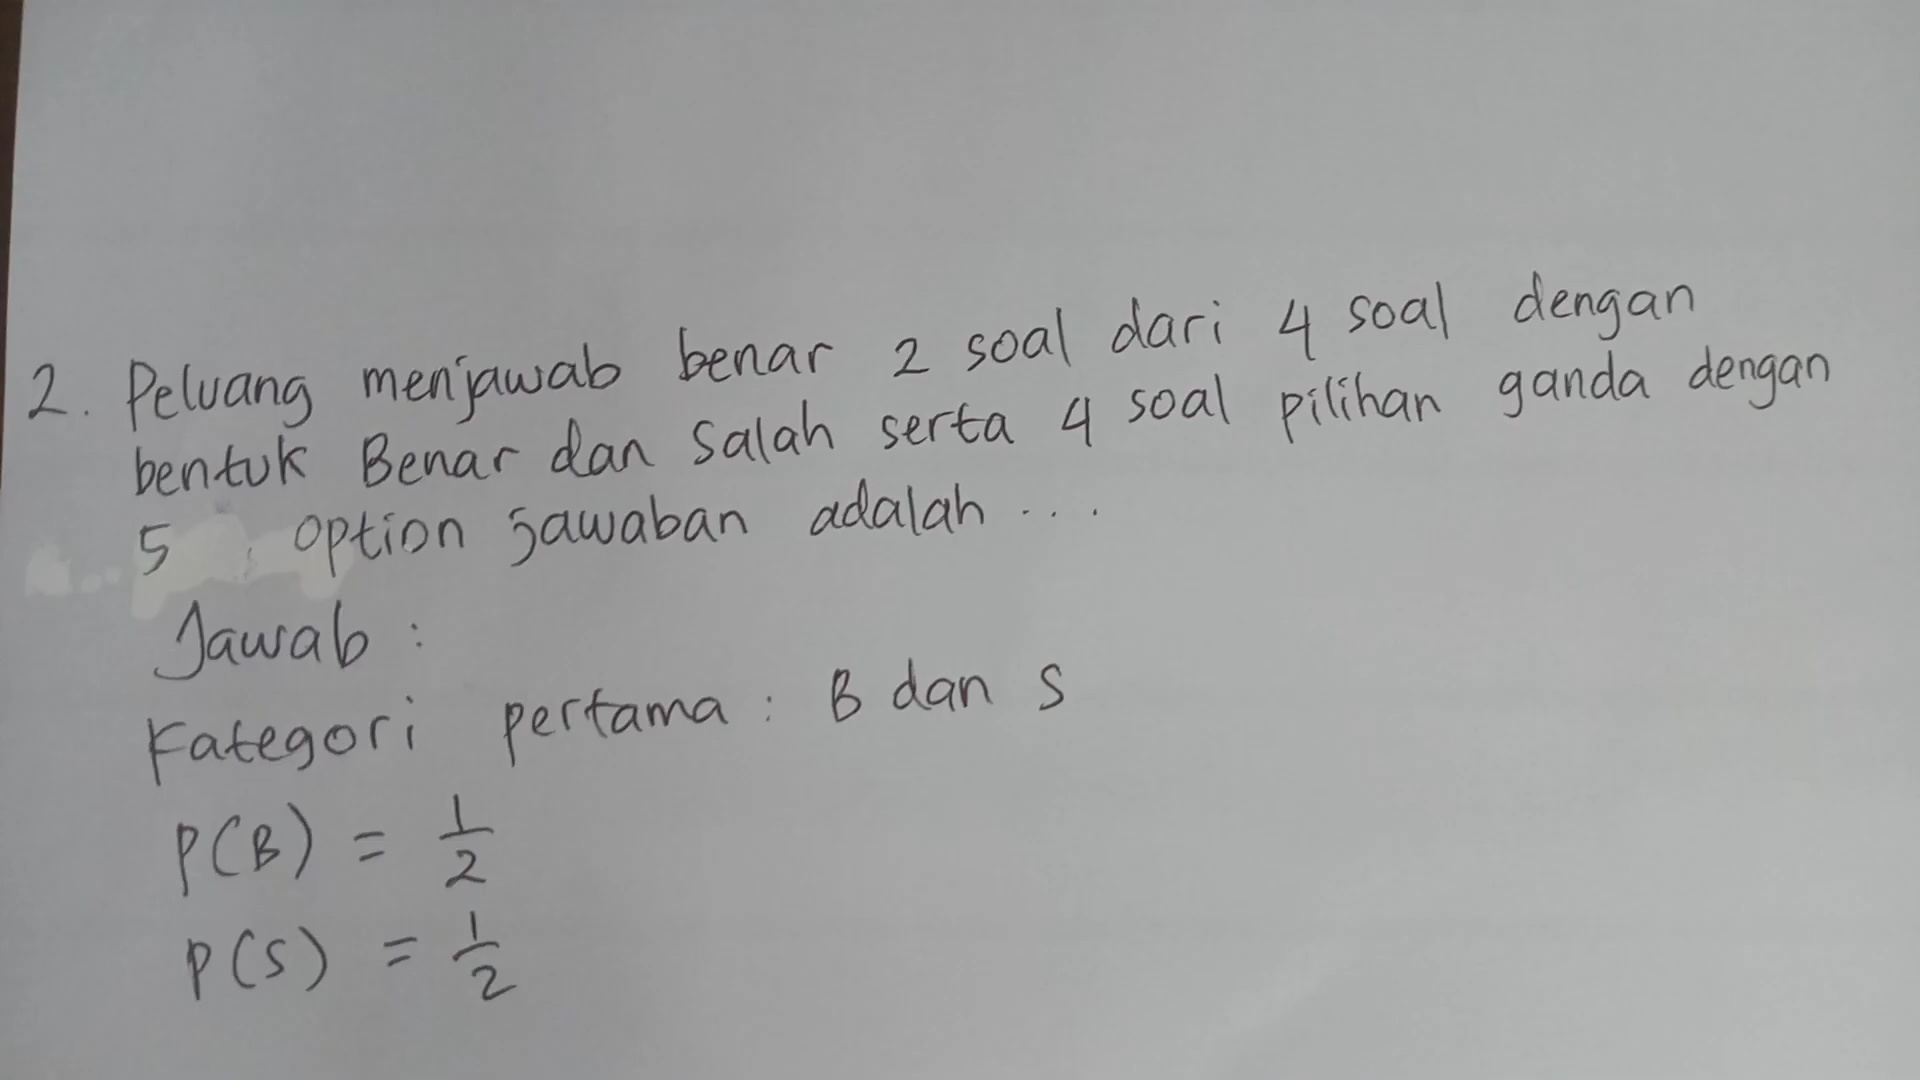 2. Peluang menjawab benar 2 soal dari 4 soal dengan
bentuk Benar dan Salah serta 4 soal pilihan ganda dengan
5 option jawaban adalah ...
Jawab :
Kategori pertama : B dan S
P(B) = 1/2
P(S) = 1/2